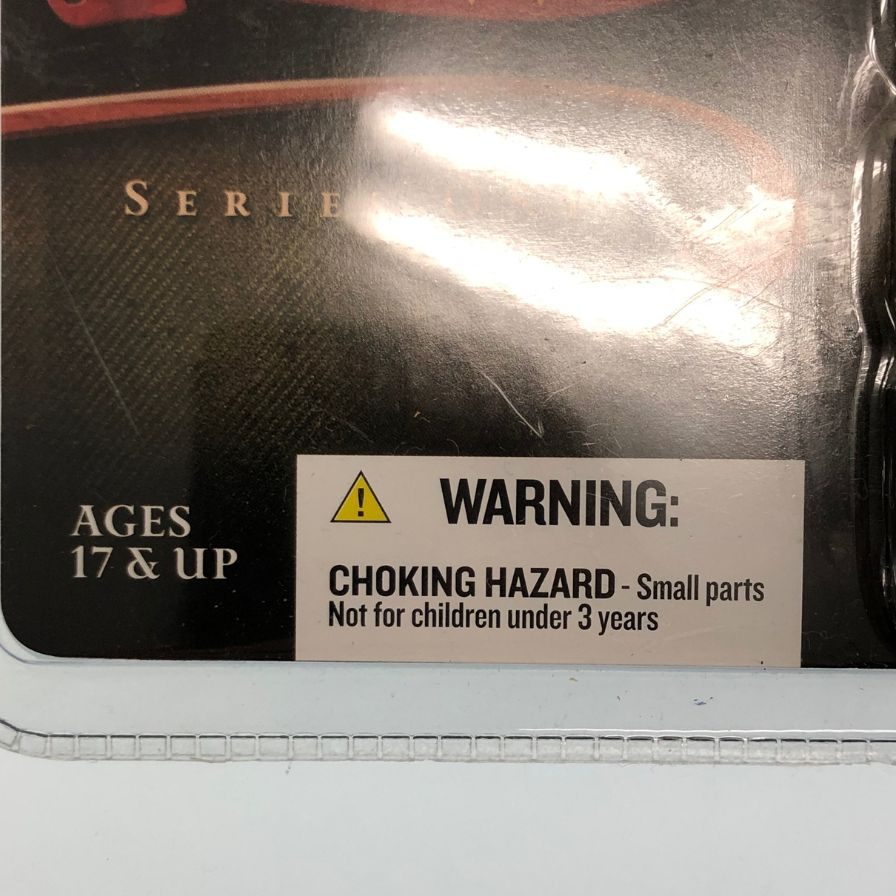 SERIE
AGES
17 & UP
WARNING:
CHOKING HAZARD - Small parts
Not for children under 3 years